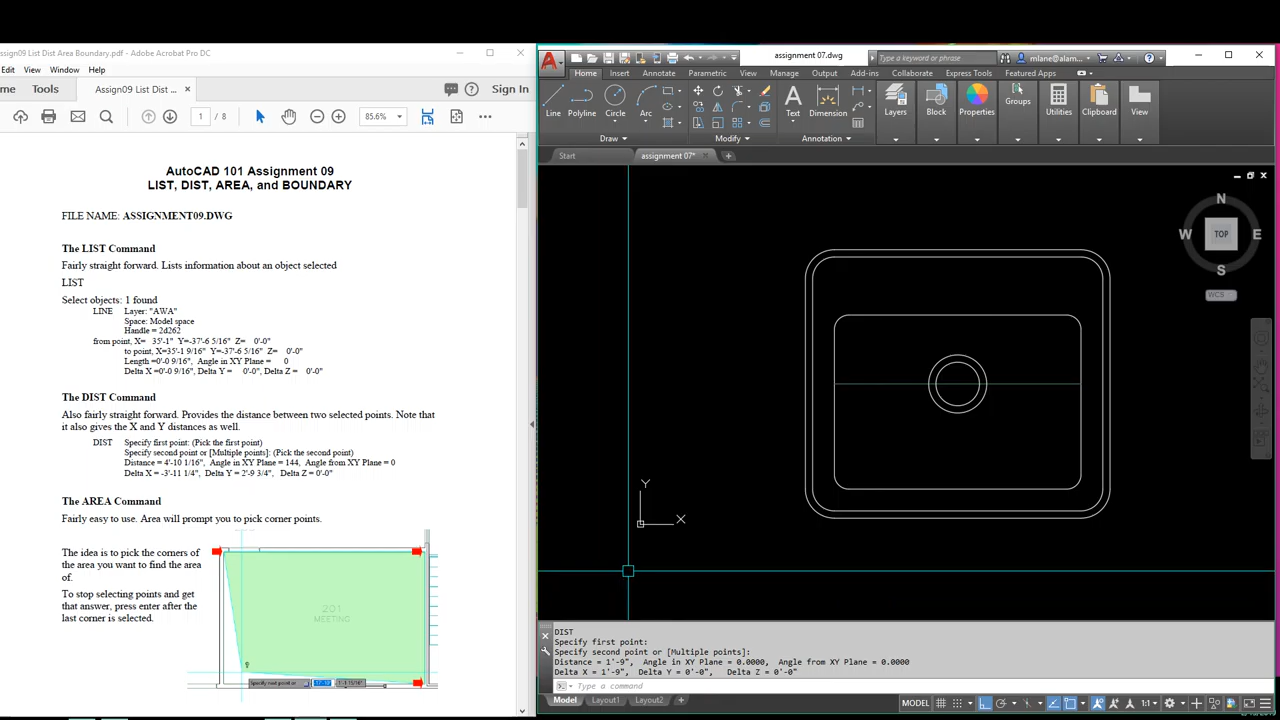 ssign09 List Dist Area Boundary.pdf - Adobe Acrobat Pro DC
Edit View Window Help
me Tools Assign09 List Dist ... × Sign In
1 / 8 85.6%
AutoCAD 101 Assignment 09
LIST, DIST, AREA, and BOUNDARY
FILE NAME: ASSIGNMENT09.DWG
The LIST Command
Fairly straight forward. Lists information about an object selected
LIST
Select objects: 1 found
LINE Layer: "AWA"
Space: Model space
Handle = 2d262
from point, X= 35'-1" Y=-37'-6 5/16" Z= 0'-0"
to point, X=35'-1 9/16" Y=-37'-6 5/16" Z= 0'-0"
Length =0'-0 9/16", Angle in XY Plane = 0
Delta X =0'-0 9/16", Delta Y = 0'-0", Delta Z = 0'-0"
The DIST Command
Also fairly straight forward. Provides the distance between two selected points. Note that
it also gives the X and Y distances as well.
DIST Specify first point: (Pick the first point)
Specify second point or [Multiple points]: (Pick the second point)
Distance = 4'-10 1/16", Angle in XY Plane = 144, Angle from XY Plane = 0
Delta X = -3'-11 1/4", Delta Y = 2'-9 3/4", Delta Z = 0'-0"
The AREA Command
Fairly easy to use. Area will prompt you to pick corner points.
The idea is to pick the corners of
the area you want to find the area
of.
To stop selecting points and get
that answer, press enter after the
last corner is selected.
201
MEETING
Specify next point or
assignment 07.dwg Type a keyword or phrase mlane@alam...
Home Insert Annotate Parametric View Manage Output Add-ins Collaborate Express Tools Featured Apps
Line Polyline Circle Arc Text Dimension Layers Block Properties Groups Utilities Clipboard View
Draw Modify Annotation
Start assignment 07*
N
W TOP E
S
WCS
Y
X
DIST
Specify first point:
Specify second point or [Multiple points]:
Distance = 1'-9", Angle in XY Plane = 0.0000, Angle from XY Plane = 0.0000
Delta X = 1'-9", Delta Y = 0'-0", Delta Z = 0'-0"
Type a command
Model Layout1 Layout2 + MODEL 1:1